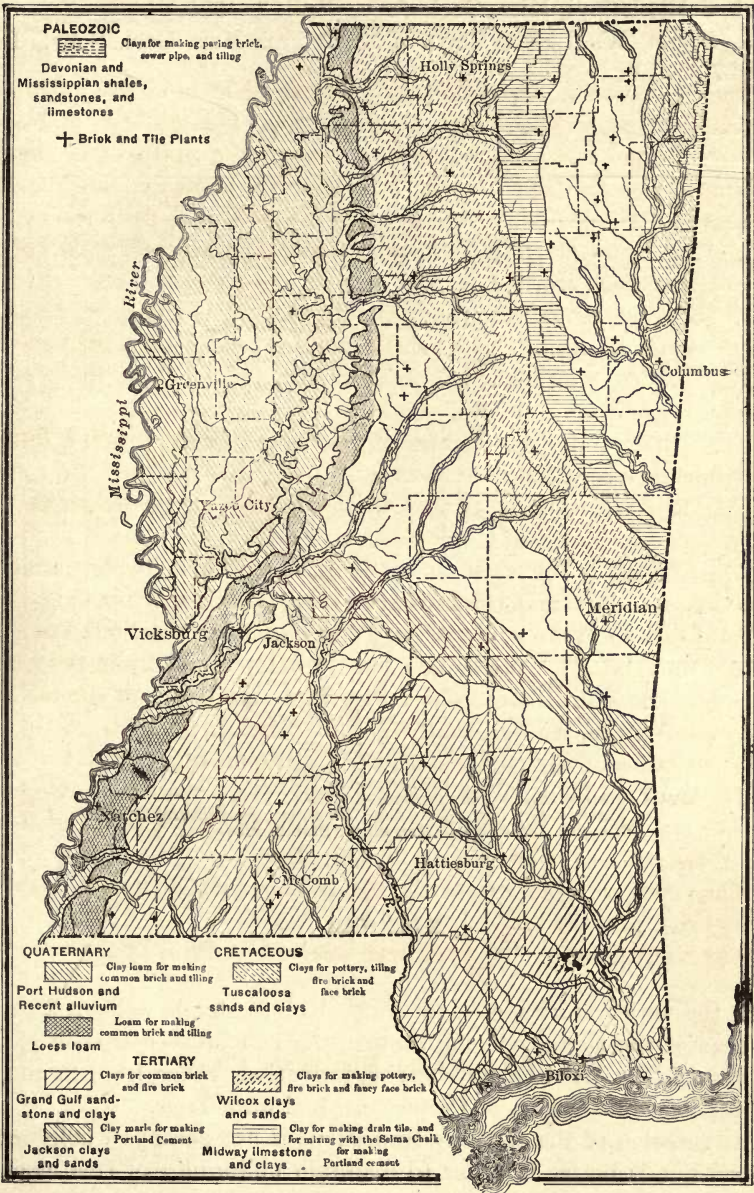 PALEOZOIC
Clays for making paving brick,
sewer pipe, and tiling
Devonian and
Mississippian shales,
sandstones, and
limestones
Brick and Tile Plants
Holly Springs
River
Mississippi
Greenville
Columbus
Yazoo City
Meridian
Vicksburg
Jackson
Pearl
R.
Natchez
Hattiesburg
McComb
Biloxi
QUATERNARY
Clay loam for making
common brick and tiling
Port Hudson and
Recent alluvium
Loam for making
common brick and tiling
Loess loam
CRETACEOUS
Clays for pottery, tiling
fire brick and
face brick
Tuscaloosa
sands and clays
TERTIARY
Clays for common brick
and fire brick
Grand Gulf sand-
stone and clays
Clay marls for making
Portland Cement
Jackson clays
and sands
Clays for making pottery,
fire brick and fancy face brick
Wilcox clays
and sands
Clay for making drain tile, and
for mixing with the Selma Chalk
for making
Portland cement
Midway limestone
and clays